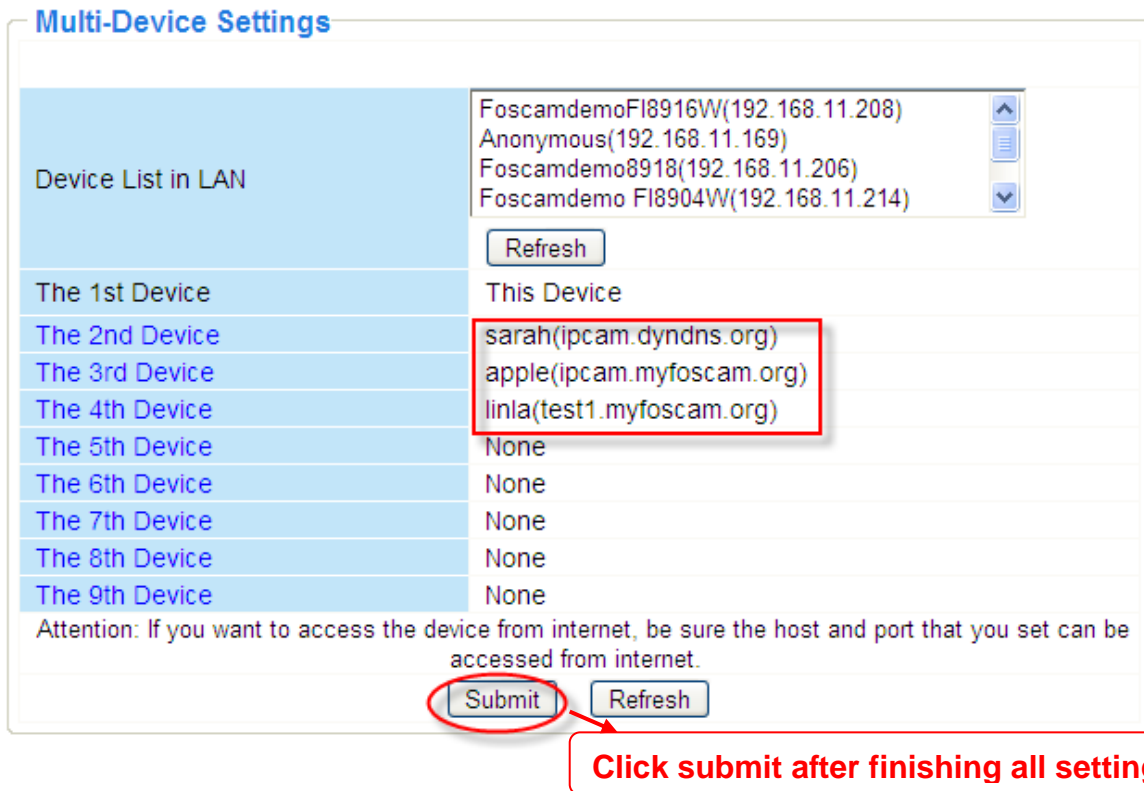 Multi-Device Settings
Device List in LAN
FoscamdemoFI8916W(192.168.11.208)
Anonymous(192.168.11.169)
Foscamdemo8918(192.168.11.206)
Foscamdemo FI8904W(192.168.11.214)
Refresh
The 1st Device This Device
The 2nd Device sarah(ipcam.dyndns.org)
The 3rd Device apple(ipcam.myfoscam.org)
The 4th Device linla(test1.myfoscam.org)
The 5th Device None
The 6th Device None
The 7th Device None
The 8th Device None
The 9th Device None
Attention: If you want to access the device from internet, be sure the host and port that you set can be
accessed from internet.
Submit Refresh
Click submit after finishing all setting